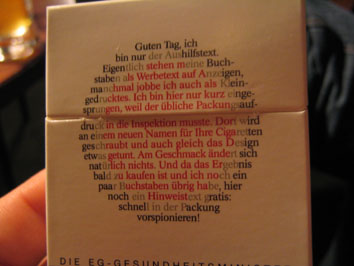 Guten Tag, ich
bin nur der Aushilfstext.
Eigentlich stehen meine Buch-
staben als Werbetext auf Anzeigen,
manchmal jobbe ich auch als Klein-
gedrucktes. Ich bin hier nur kurz einge-
sprungen, weil der übliche Packungsauf-
druck in die Inspektion musste. Dort wird
an einem neuen Namen für Ihre Cigaretten
geschraubt und auch gleich das Design
etwas getunt. Am Geschmack ändert sich
natürlich nichts. Und da das Ergebnis
bald zu kaufen ist und ich noch ein
paar Buchstaben übrig habe, hier
noch ein Hinweistext gratis:
schnell in der Packung
vorspionieren!
DIE EG-GESUNDHEITSMINISTER